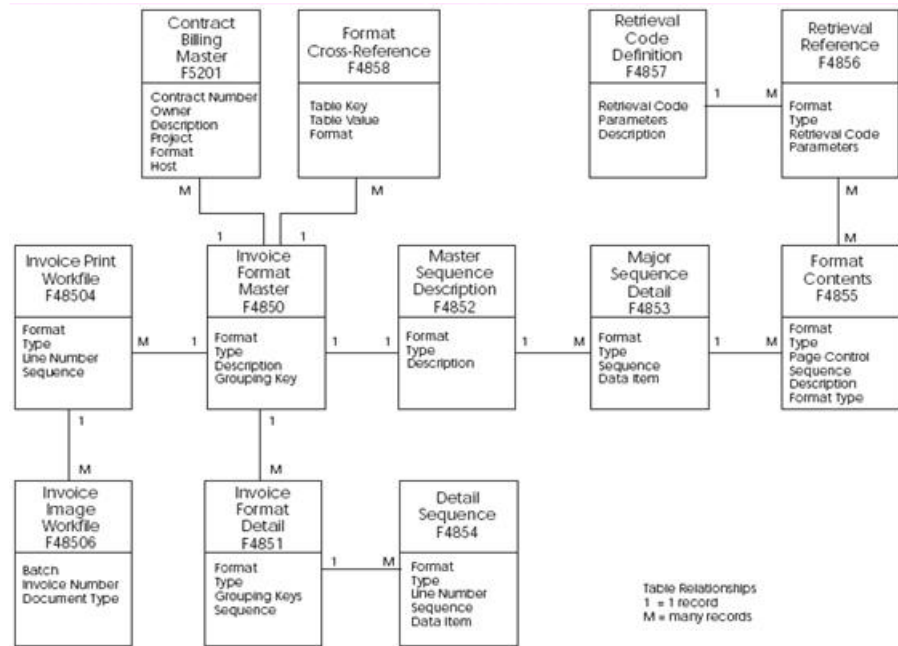 Contract
Billing
Master
F5201
Contract Number
Owner
Description
Project
Format
Host
Format
Cross-Reference
F4858
Table Key
Table Value
Format
Retrieval
Code
Definition
F4857
Retrieval Code
Parameters
Description
1
M
Retrieval
Reference
F4856
Format
Type
Retrieval Code
Parameters
M
M
M
M
1
1
Invoice Print
Workfile
F48504
Format
Type
Line Number
Sequence
M
1
Invoice
Format
Master
F4850
Format
Type
Description
Grouping Key
1
1
Master
Sequence
Description
F4852
Format
Type
Description
1
M
Major
Sequence
Detail
F4853
Format
Type
Sequence
Data Item
1
M
Format
Contents
F4855
Format
Type
Page Control
Sequence
Description
Format Type
1
M
1
M
Invoice
Image
Workfile
F48506
Batch
Invoice Number
Document Type
Invoice
Format
Detail
F4851
Format
Type
Grouping Keys
Sequence
1
M
Detail
Sequence
F4854
Format
Type
Line Number
Sequence
Data Item
Table Relationships
1 = 1 record
M = many records